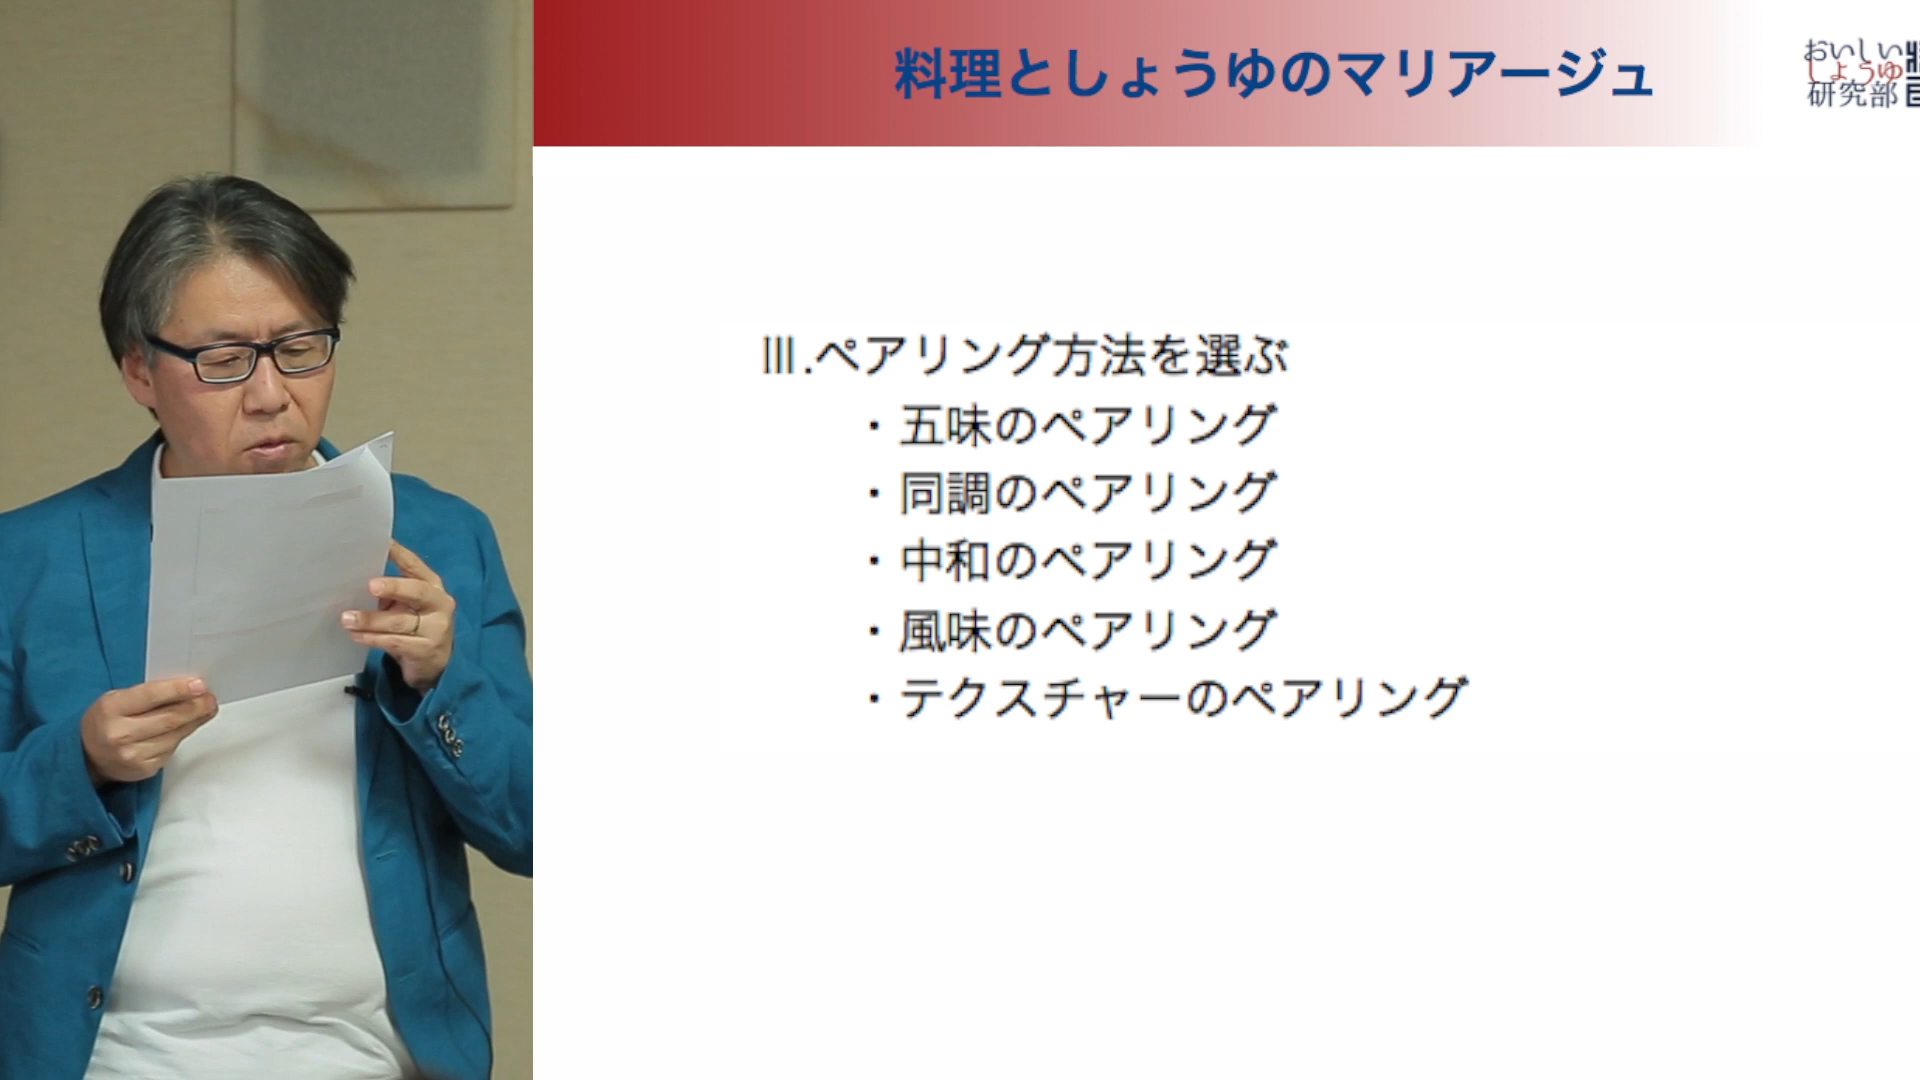 料理としょうゆのマリアージュ
おいしい
しょうゆ
研究部
Ⅲ.ペアリング方法を選ぶ
・五味のペアリング
・同調のペアリング
・中和のペアリング
・風味のペアリング
・テクスチャーのペアリング